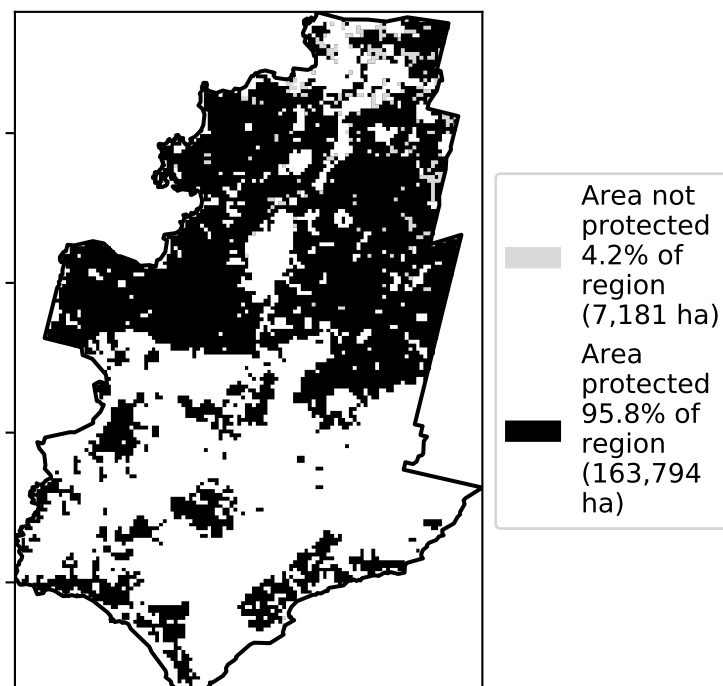 Area not
protected
4.2% of
region
(7,181 ha)
Area
protected
95.8% of
region
(163,794
ha)